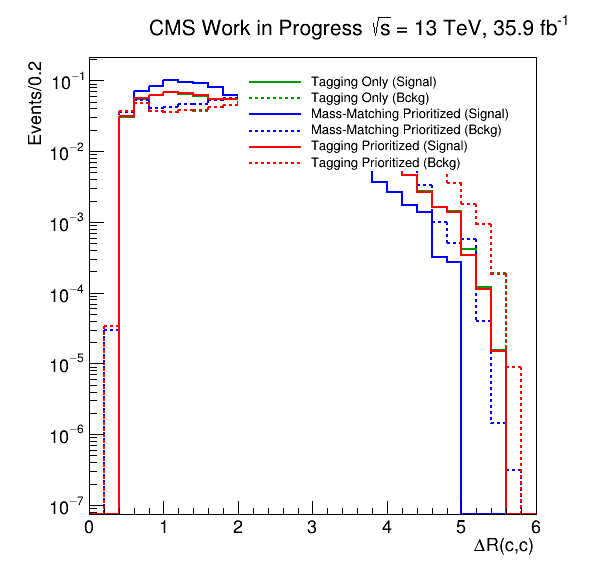 CMS Work in Progress √s = 13 TeV, 35.9 fb⁻¹
Events/0.2
10⁻¹
10⁻²
10⁻³
10⁻⁴
10⁻⁵
10⁻⁶
10⁻⁷
Tagging Only (Signal)
Tagging Only (Bckg)
Mass-Matching Prioritized (Signal)
Mass-Matching Prioritized (Bckg)
Tagging Prioritized (Signal)
Tagging Prioritized (Bckg)
0 1 2 3 4 5 6
ΔR(c,c)